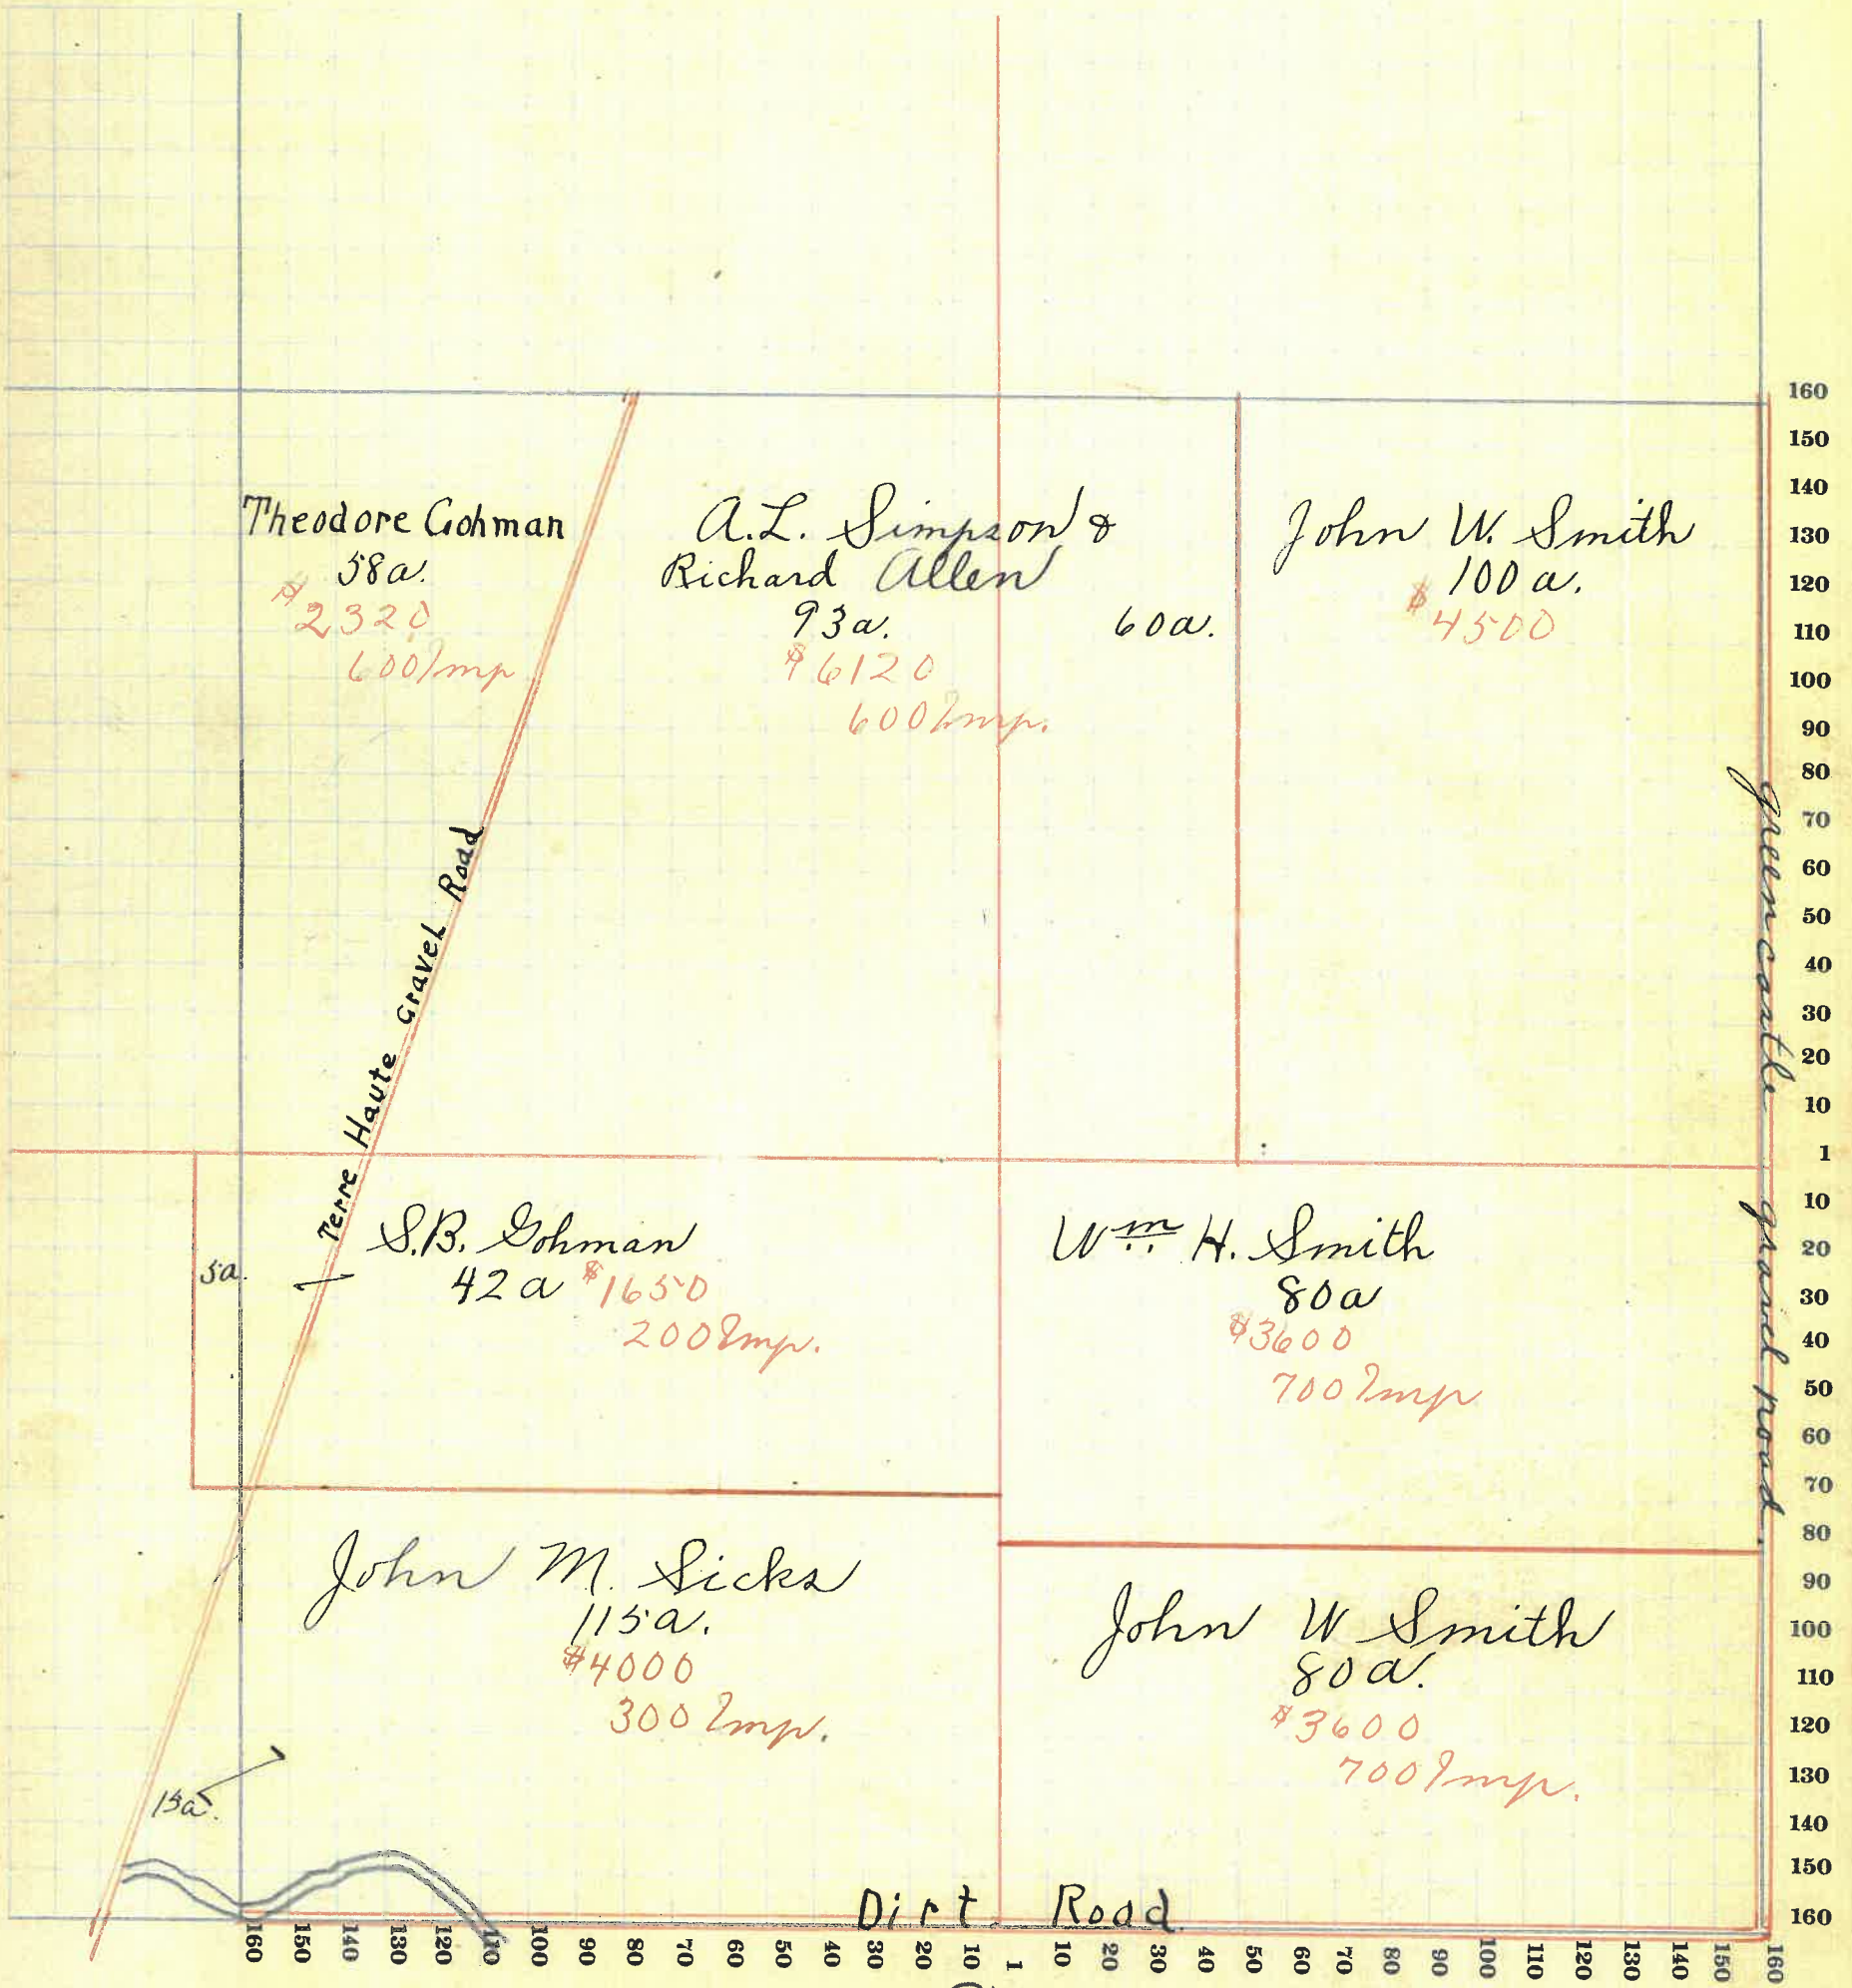 Theodore Gohman
58a.
$2320
600 Imp
A.L. Simpson &
Richard Allen
93a.
60a.
$6120
600 Imp.
John W. Smith
100 a.
$4500
Terre Haute Gravel Road
greencastle gravel road.
5a.
S.B. Gohman
42a $1650
200 Imp.
Wm H. Smith
80a
$3600
700 Imp
John M. Sicks
115a.
$4000
300 Imp.
15a.
John W Smith
80a.
$3600
700 Imp.
Dirt Road
160
150
140
130
120
110
100
90
80
70
60
50
40
30
20
10
1
10
20
30
40
50
60
70
80
90
100
110
120
130
140
150
160
160 150 140 130 120 110 100 90 80 70 60 50 40 30 20 10 1 10 20 30 40 50 60 70 80 90 100 110 120 130 140 150 160